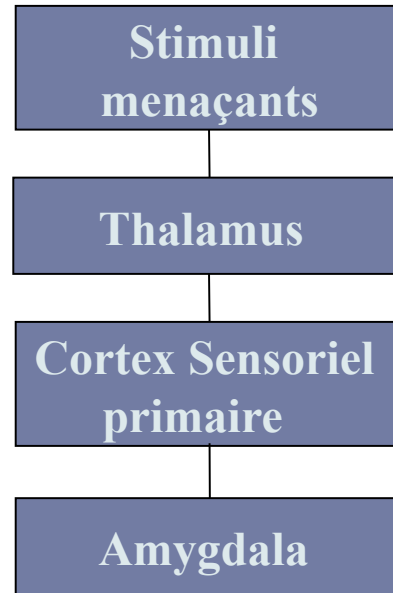 Stimuli
menaçants
Thalamus
Cortex Sensoriel
primaire
Amygdala